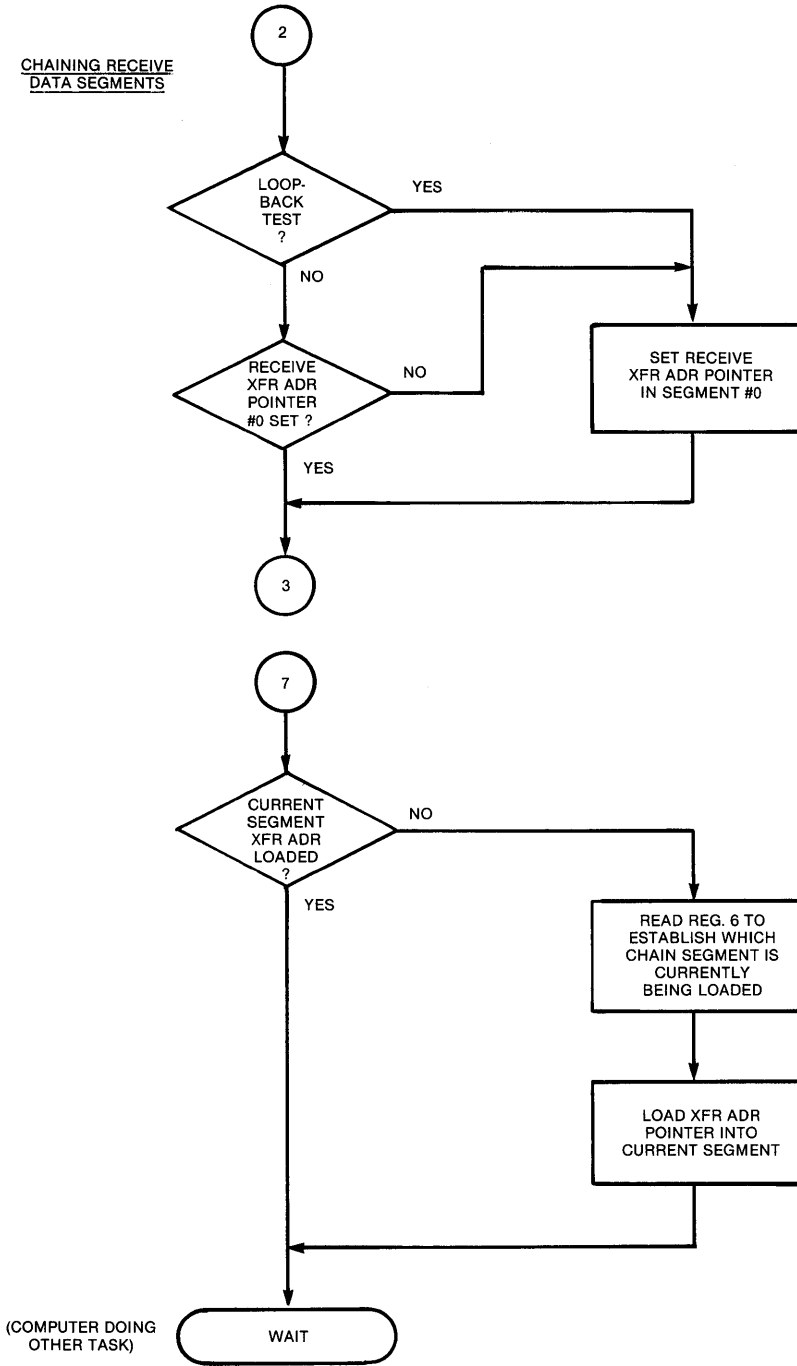 2
CHAINING RECEIVE
DATA SEGMENTS
LOOP-
BACK
TEST
?
YES
NO
RECEIVE
XFR ADR
POINTER
#0 SET ?
NO
SET RECEIVE
XFR ADR POINTER
IN SEGMENT #0
YES
3
7
CURRENT
SEGMENT
XFR ADR
LOADED
?
NO
YES
READ REG. 6 TO
ESTABLISH WHICH
CHAIN SEGMENT IS
CURRENTLY
BEING LOADED
LOAD XFR ADR
POINTER INTO
CURRENT SEGMENT
(COMPUTER DOING
OTHER TASK)
WAIT